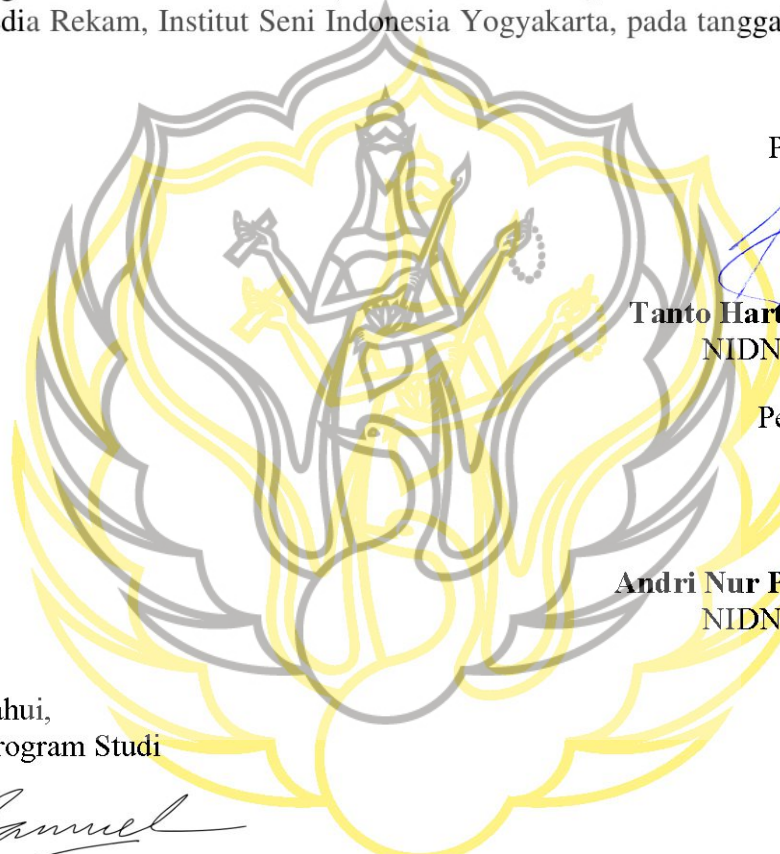 dia Rekam, Institut Seni Indonesia Yogyakarta, pada tangga
P
Tanto Hart
NIDN
Pe
Andri Nur P
NIDN
ahui,
rogram Studi